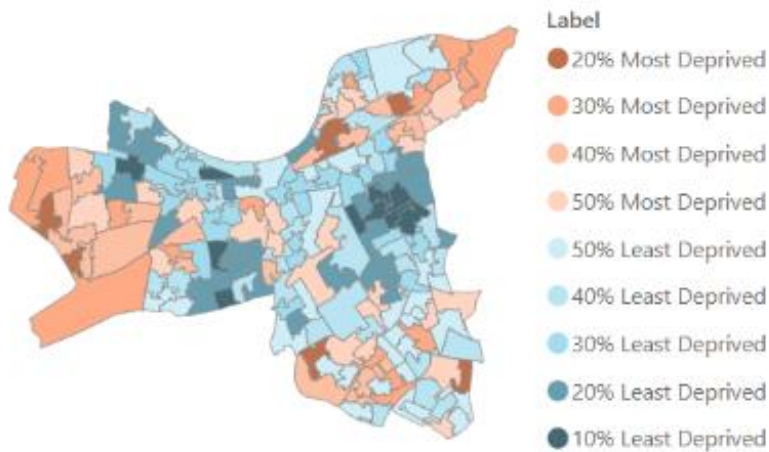 Label
20% Most Deprived
30% Most Deprived
40% Most Deprived
50% Most Deprived
50% Least Deprived
40% Least Deprived
30% Least Deprived
20% Least Deprived
10% Least Deprived